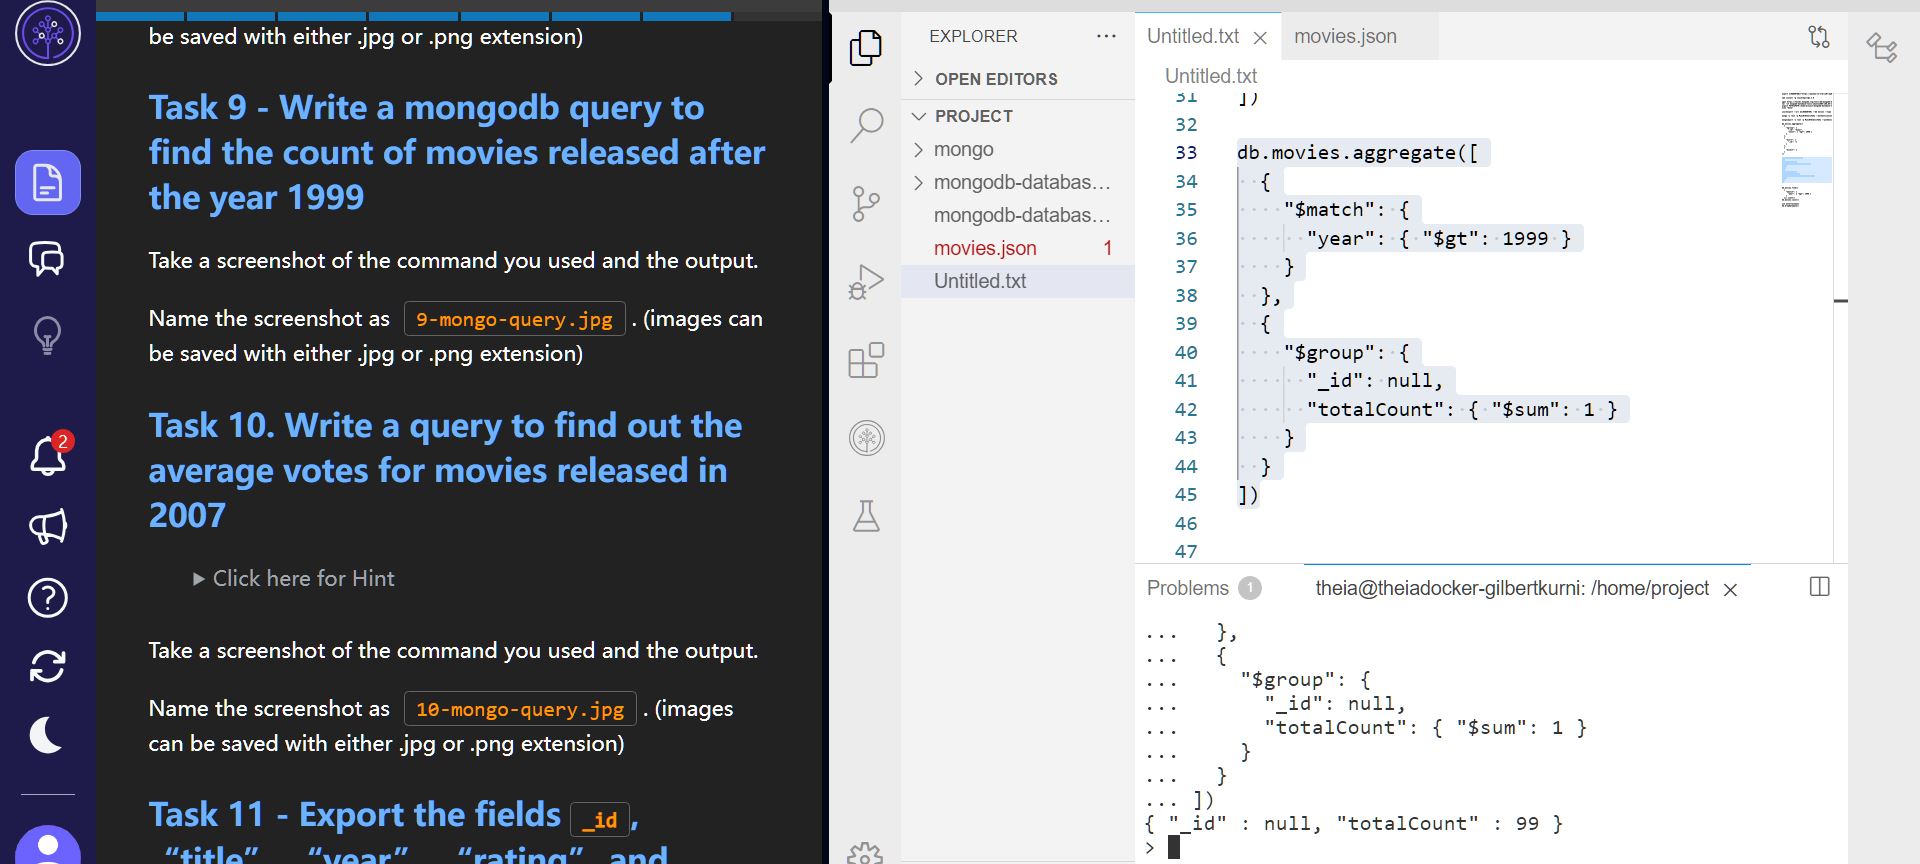 be saved with either .jpg or .png extension)
Task 9 - Write a mongodb query to
find the count of movies released after
the year 1999
Take a screenshot of the command you used and the output.
Name the screenshot as 9-mongo-query.jpg . (images can
be saved with either .jpg or .png extension)
Task 10. Write a query to find out the
average votes for movies released in
2007
▶ Click here for Hint
Take a screenshot of the command you used and the output.
Name the screenshot as 10-mongo-query.jpg . (images
can be saved with either .jpg or .png extension)
Task 11 - Export the fields _id ,
“title”, “year”, “rating”, and
2
EXPLORER
OPEN EDITORS
PROJECT
mongo
mongodb-databas...
mongodb-databas...
movies.json 1
Untitled.txt
Untitled.txt movies.json
Untitled.txt
31 ])
32
33 db.movies.aggregate([
34 {
35 "$match": {
36 "year": { "$gt": 1999 }
37 }
38 },
39 {
40 "$group": {
41 "_id": null,
42 "totalCount": { "$sum": 1 }
43 }
44 }
45 ])
46
47
Problems 1 theia@theiadocker-gilbertkurni: /home/project
... },
... {
... "$group": {
... "_id": null,
... "totalCount": { "$sum": 1 }
... }
... }
... ])
{ "_id" : null, "totalCount" : 99 }
>